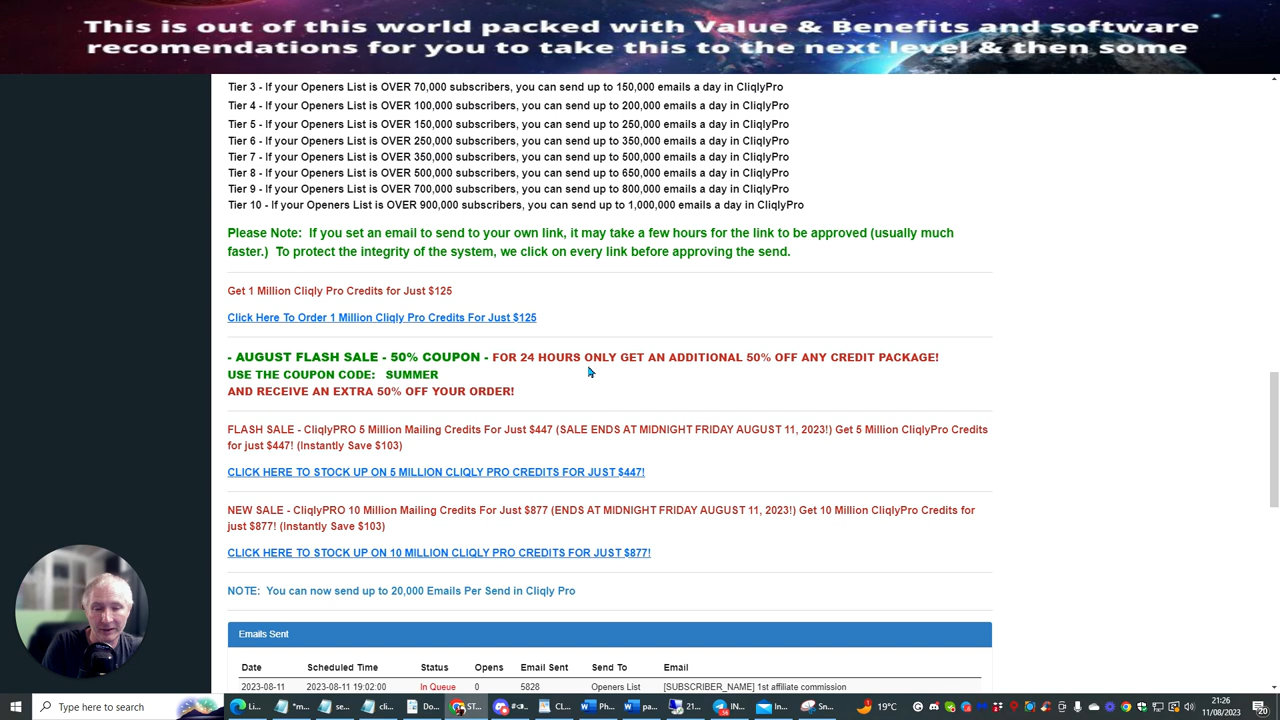 This is out of this world packed with Value & Benefits and software
recomendations for you to take this to the next level & then some
Tier 3 - If your Openers List is OVER 70,000 subscribers, you can send up to 150,000 emails a day in CliqlyPro
Tier 4 - If your Openers List is OVER 100,000 subscribers, you can send up to 200,000 emails a day in CliqlyPro
Tier 5 - If your Openers List is OVER 150,000 subscribers, you can send up to 250,000 emails a day in CliqlyPro
Tier 6 - If your Openers List is OVER 250,000 subscribers, you can send up to 350,000 emails a day in CliqlyPro
Tier 7 - If your Openers List is OVER 350,000 subscribers, you can send up to 500,000 emails a day in CliqlyPro
Tier 8 - If your Openers List is OVER 500,000 subscribers, you can send up to 650,000 emails a day in CliqlyPro
Tier 9 - If your Openers List is OVER 700,000 subscribers, you can send up to 800,000 emails a day in CliqlyPro
Tier 10 - If your Openers List is OVER 900,000 subscribers, you can send up to 1,000,000 emails a day in CliqlyPro
Please Note: If you set an email to send to your own link, it may take a few hours for the link to be approved (usually much
faster.) To protect the integrity of the system, we click on every link before approving the send.
Get 1 Million Cliqly Pro Credits for Just $125
Click Here To Order 1 Million Cliqly Pro Credits For Just $125
- AUGUST FLASH SALE - 50% COUPON - FOR 24 HOURS ONLY GET AN ADDITIONAL 50% OFF ANY CREDIT PACKAGE!
USE THE COUPON CODE: SUMMER
AND RECEIVE AN EXTRA 50% OFF YOUR ORDER!
FLASH SALE - CliqlyPRO 5 Million Mailing Credits For Just $447 (SALE ENDS AT MIDNIGHT FRIDAY AUGUST 11, 2023!) Get 5 Million CliqlyPro Credits
for just $447! (Instantly Save $103)
CLICK HERE TO STOCK UP ON 5 MILLION CLIQLY PRO CREDITS FOR JUST $447!
NEW SALE - CliqlyPRO 10 Million Mailing Credits For Just $877 (ENDS AT MIDNIGHT FRIDAY AUGUST 11, 2023!) Get 10 Million CliqlyPro Credits for
just $877! (Instantly Save $103)
CLICK HERE TO STOCK UP ON 10 MILLION CLIQLY PRO CREDITS FOR JUST $877!
NOTE: You can now send up to 20,000 Emails Per Send in Cliqly Pro
Emails Sent
Date Scheduled Time Status Opens Email Sent Send To Email
2023-08-11 2023-08-11 19:02:00 In Queue 0 5828 Openers List [SUBSCRIBER_NAME] 1st affiliate commission
Type here to search Li... "m... se... cli... Do... ST... CL... Ph... pa... 21... IN... In... Sn... 19°C 21:26
11/08/2023 20